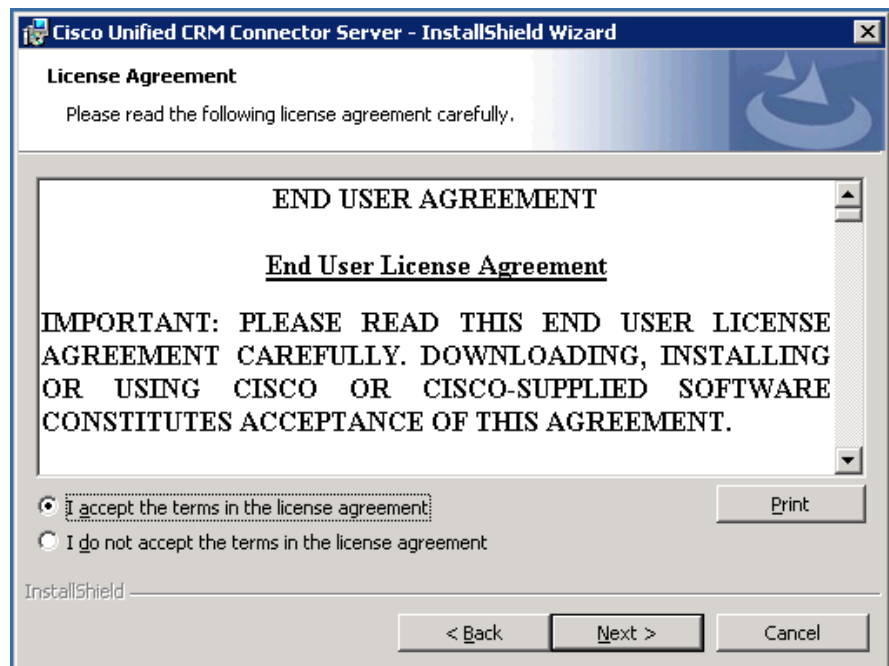 Cisco Unified CRM Connector Server - InstallShield Wizard
License Agreement
Please read the following license agreement carefully.
END USER AGREEMENT
End User License Agreement
IMPORTANT: PLEASE READ THIS END USER LICENSE
AGREEMENT CAREFULLY. DOWNLOADING, INSTALLING
OR USING CISCO OR CISCO-SUPPLIED SOFTWARE
CONSTITUTES ACCEPTANCE OF THIS AGREEMENT.
I accept the terms in the license agreement
Print
I do not accept the terms in the license agreement
InstallShield
< Back Next > Cancel